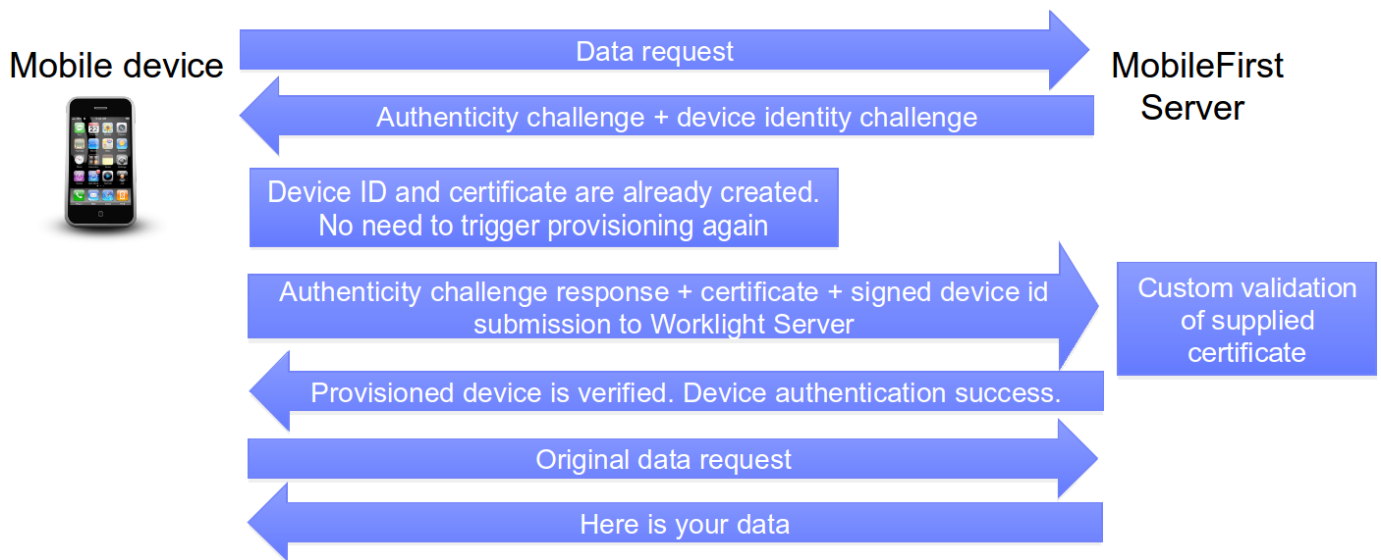 Data request
Mobile device
MobileFirst
Server
Authenticity challenge + device identity challenge
Device ID and certificate are already created.
No need to trigger provisioning again
Authenticity challenge response + certificate + signed device id
submission to Worklight Server
Custom validation
of supplied
certificate
Provisioned device is verified. Device authentication success.
Original data request
Here is your data